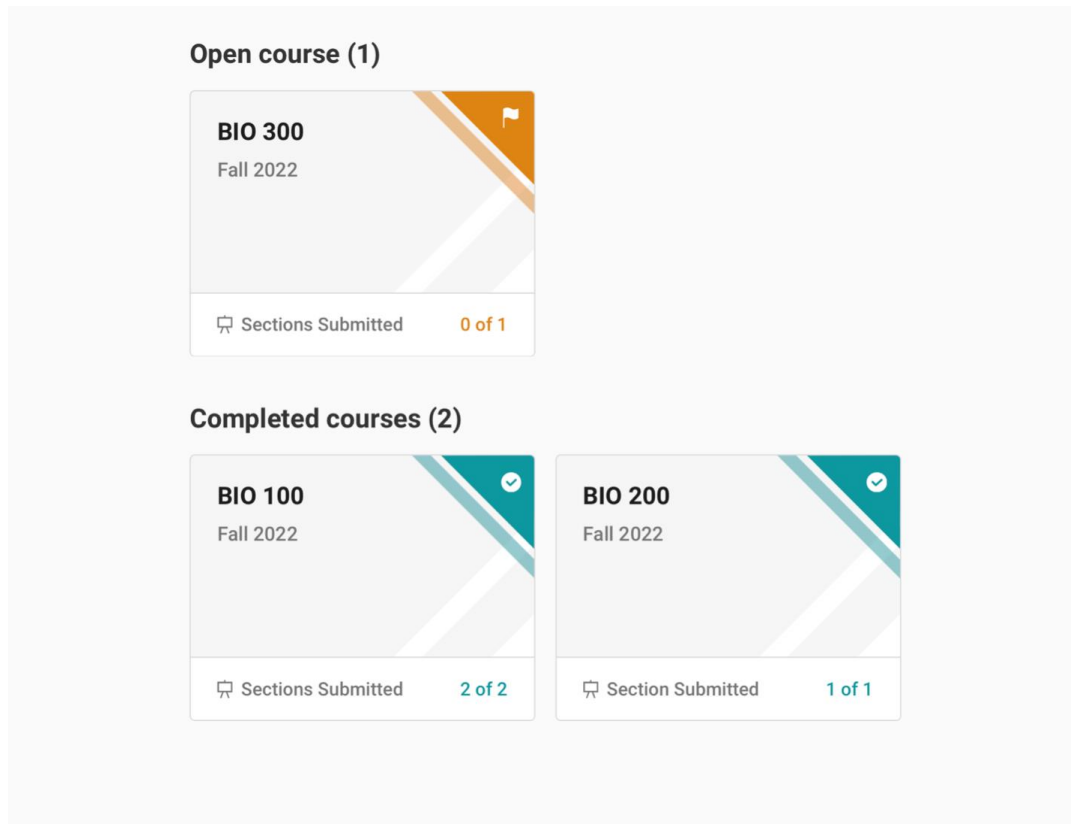 Open course (1)
BIO 300
Fall 2022
Sections Submitted 0 of 1
Completed courses (2)
BIO 100
Fall 2022
Sections Submitted 2 of 2
BIO 200
Fall 2022
Section Submitted 1 of 1